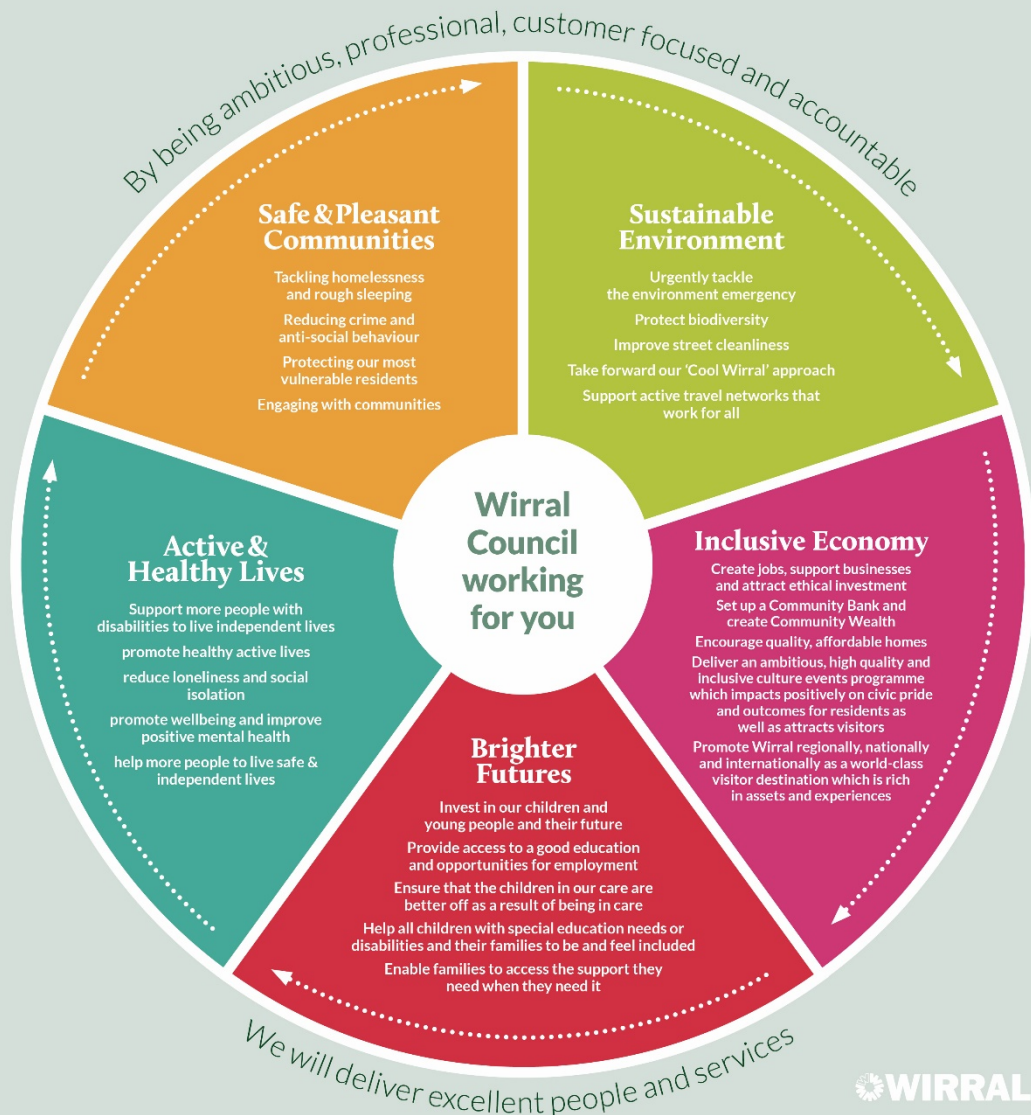 By being ambitious, professional, customer focused and accountable
Safe & Pleasant
Communities
Tackling homelessness
and rough sleeping
Reducing crime and
anti-social behaviour
Protecting our most
vulnerable residents
Engaging with communities
Sustainable
Environment
Urgently tackle
the environment emergency
Protect biodiversity
Improve street cleanliness
Take forward our 'Cool Wirral' approach
Support active travel networks that
work for all
Wirral
Council
working
for you
Inclusive Economy
Create jobs, support businesses
and attract ethical investment
Set up a Community Bank and
create Community Wealth
Encourage quality, affordable homes
Deliver an ambitious, high quality and
inclusive culture events programme
which impacts positively on civic pride
and outcomes for residents as
well as attracts visitors
Promote Wirral regionally, nationally
and internationally as a world-class
visitor destination which is rich
in assets and experiences
Active &
Healthy Lives
Support more people with
disabilities to live independent lives
promote healthy active lives
reduce loneliness and social
isolation
promote wellbeing and improve
positive mental health
help more people to live safe &
independent lives
Brighter
Futures
Invest in our children and
young people and their future
Provide access to a good education
and opportunities for employment
Ensure that the children in our care are
better off as a result of being in care
Help all children with special education needs or
disabilities and their families to be and feel included
Enable families to access the support they
need when they need it
We will deliver excellent people and services
WIRRAL